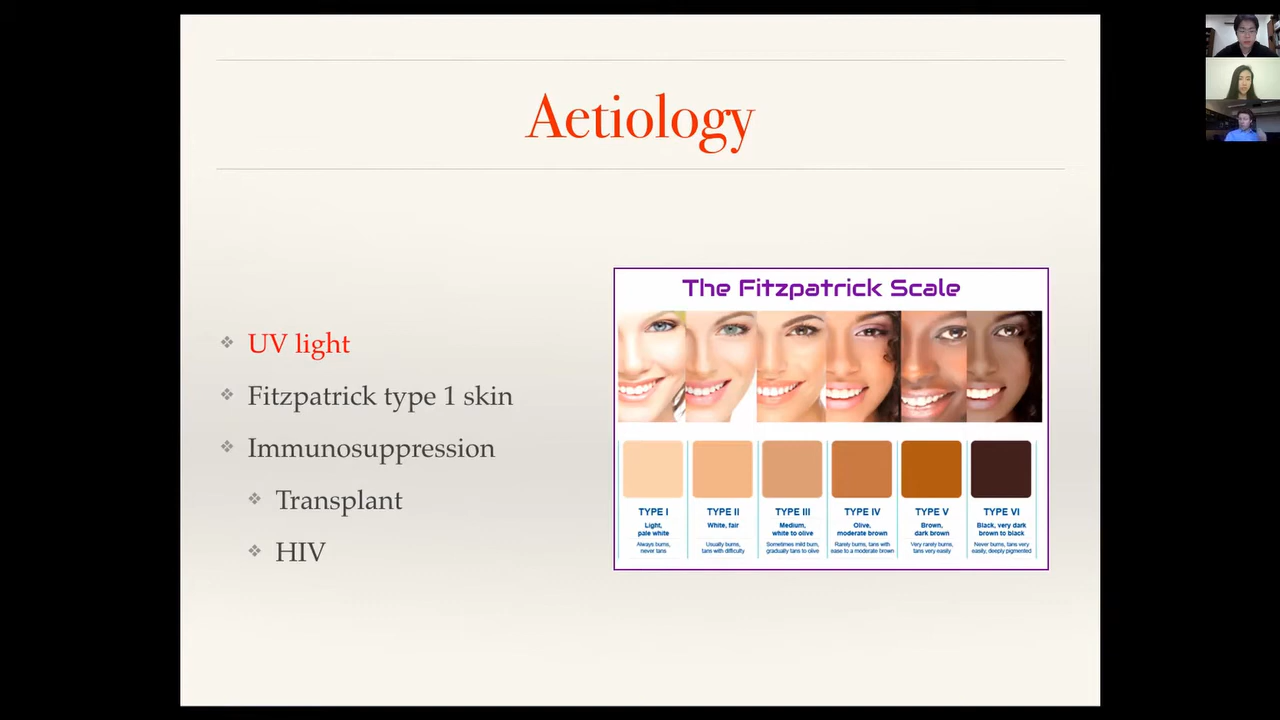 Aetiology
UV light
Fitzpatrick type 1 skin
Immunosuppression
Transplant
HIV
The Fitzpatrick Scale
TYPE I
Light,
pale white
Always burns,
never tans
TYPE II
White, fair
Usually burns,
tans with difficulty
TYPE III
Medium,
white to olive
Sometimes mild burn,
gradually tans to olive
TYPE IV
Olive,
moderate brown
Rarely burns, tans with
ease to a moderate brown
TYPE V
Brown,
dark brown
Very rarely burns,
tans very easily
TYPE VI
Black, very dark
brown to black
Never burns, tans very
easily, deeply pigmented